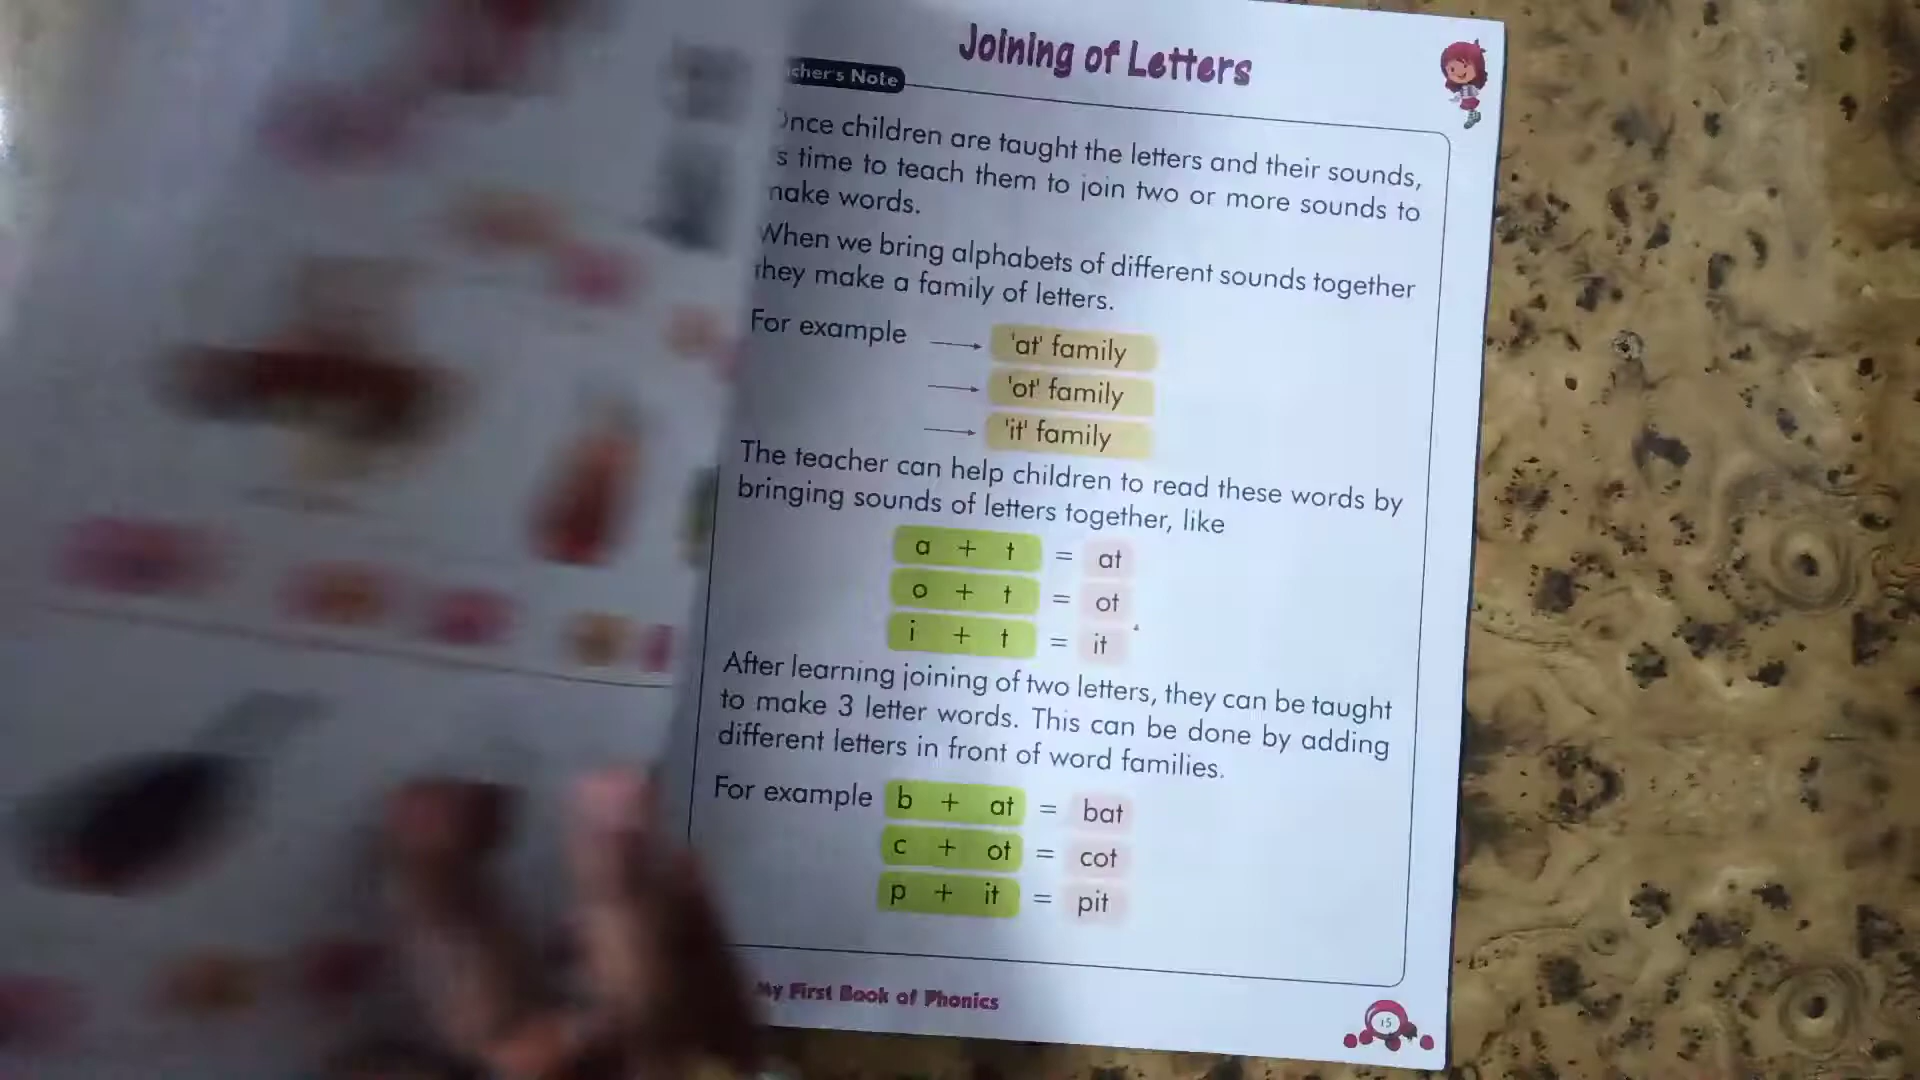 Joining of Letters
cher's Note
Once children are taught the letters and their sounds,
s time to teach them to join two or more sounds to
make words.
When we bring alphabets of different sounds together
they make a family of letters.
For example → 'at' family
→ 'ot' family
→ 'it' family
The teacher can help children to read these words by
bringing sounds of letters together, like
a + t = at
o + t = ot
i + t = it
After learning joining of two letters, they can be taught
to make 3 letter words. This can be done by adding
different letters in front of word families.
For example b + at = bat
c + ot = cot
p + it = pit
My First Book of Phonics
15